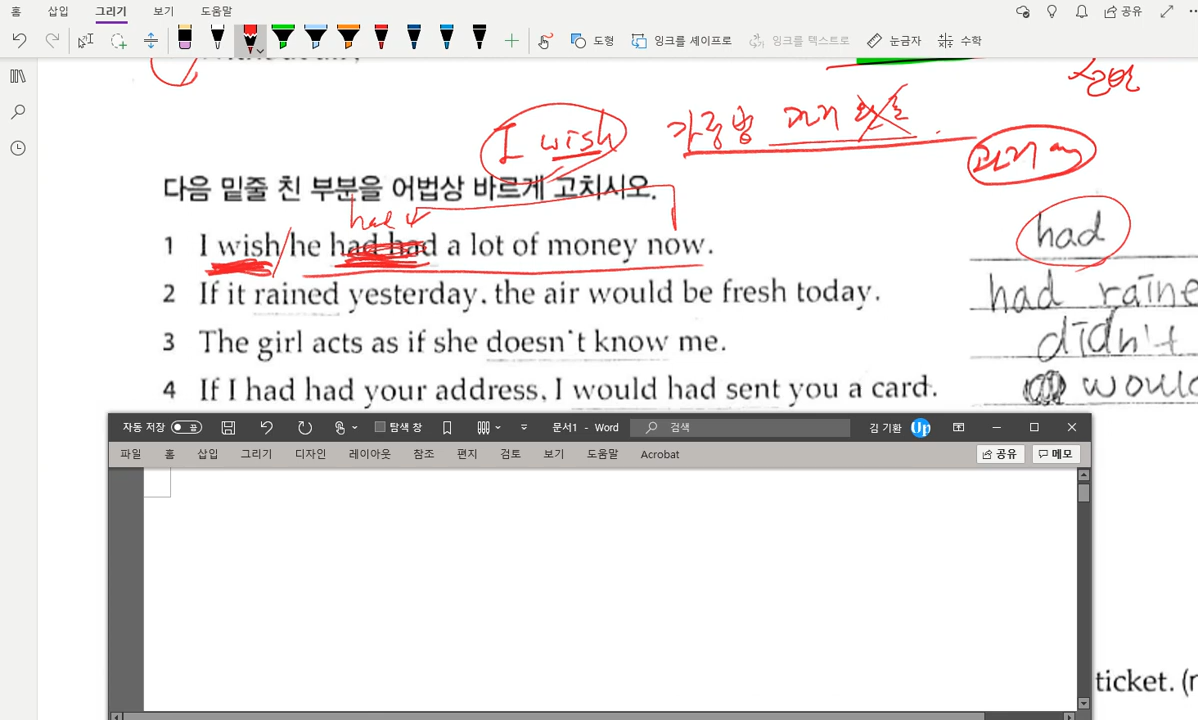 홈 삽입 그리기 보기 도움말 공유
도형 잉크를 셰이프로 잉크를 텍스트로 눈금자 수학
I wish 가정법
다음 밑줄 친 부분을 어법상 바르게 고치시오.
had
1 I wish he had had a lot of money now. had
2 If it rained yesterday, the air would be fresh today. had raine
3 The girl acts as if she doesn't know me. didn't
4 If I had had your address, I would had sent you a card. would
자동 저장 끔 탐색 창 문서1 - Word 검색 김 기환 Up
파일 홈 삽입 그리기 디자인 레이아웃 참조 편지 검토 보기 도움말 Acrobat 공유 메모
ticket. (